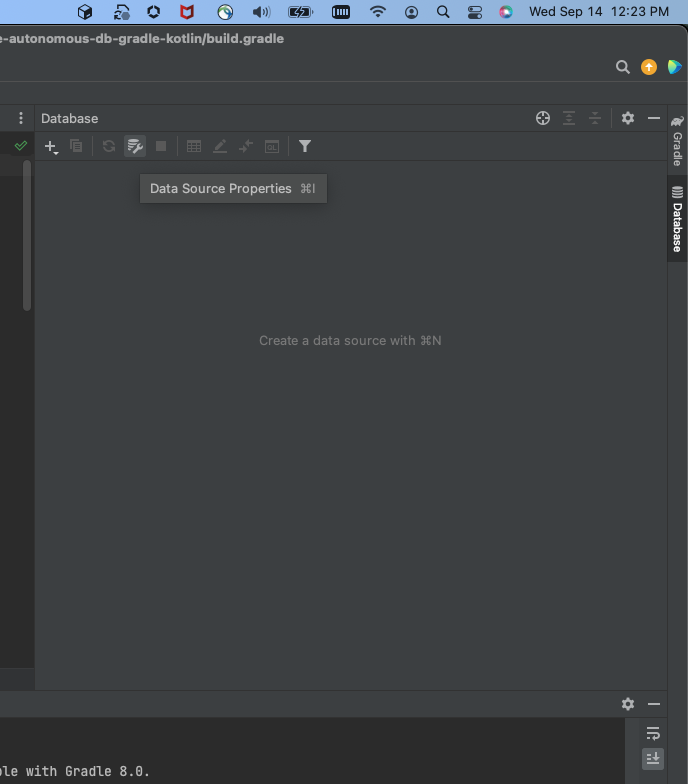 Wed Sep 14 12:23 PM
-autonomous-db-gradle-kotlin/build.gradle
Database
Gradle
Data Source Properties ⌘I
Database
Create a data source with ⌘N
with Gradle 8.0.